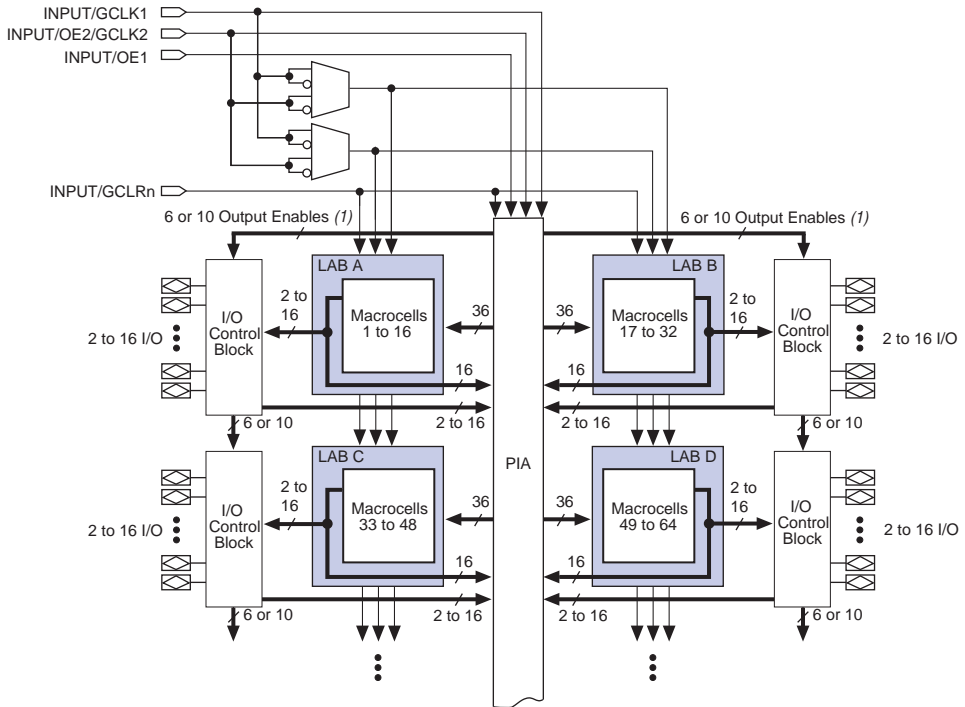 INPUT/GCLK1
INPUT/OE2/GCLK2
INPUT/OE1
INPUT/GCLRn
6 or 10 Output Enables (1)
6 or 10 Output Enables (1)
LAB A
LAB B
2 to
16
I/O
Control
Block
Macrocells
1 to 16
36
36
Macrocells
17 to 32
2 to
16
I/O
Control
Block
2 to 16 I/O
2 to 16 I/O
16
16
6 or 10
2 to 16
2 to 16
6 or 10
LAB C
LAB D
PIA
2 to
16
I/O
Control
Block
Macrocells
33 to 48
36
36
Macrocells
49 to 64
2 to
16
I/O
Control
Block
2 to 16 I/O
2 to 16 I/O
16
16
6 or 10
2 to 16
2 to 16
6 or 10